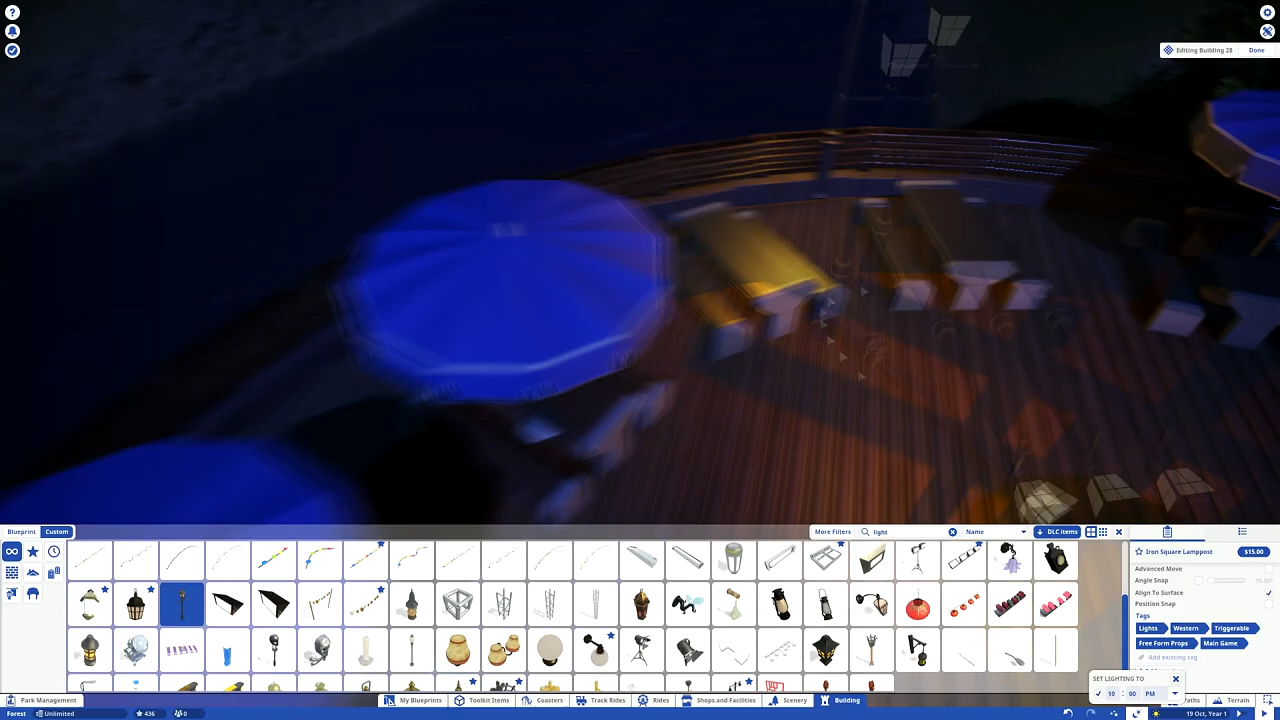 ?
Editing Building 28 Done
Blueprint Custom
More Filters light Name DLC items
Iron Square Lamppost $15.00
Advanced Move
Angle Snap
Align To Surface
Position Snap
Tags
Lights Western Triggerable
Free Form Props Main Game
Add existing tag
SET LIGHTING TO
10 : 00 PM
Park Management My Blueprints Toolkit Items Coasters Track Rides Rides Shops and Facilities Scenery Building Paths Terrain
Forest Unlimited 436 0 19 Oct, Year 1